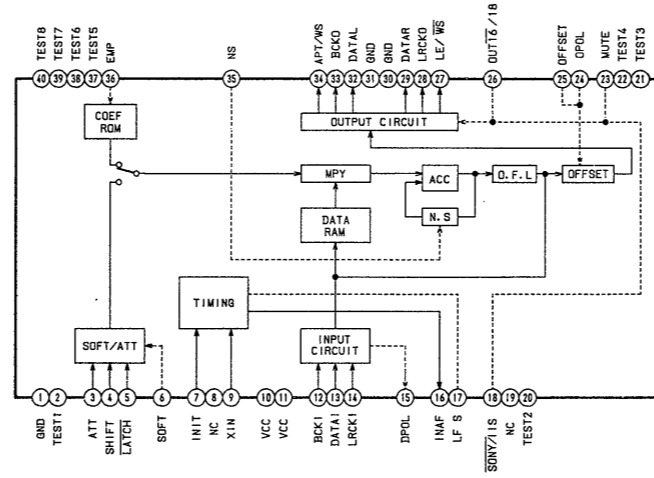 TEST8
TEST7
TEST6
TEST5
EMP
NS
APT/WS
BCKO
DATAL
GND
GND
DATAR
LRCKO
LE/WS
OUT16/18
OFFSET
OPOL
MUTE
TEST4
TEST3
40 39 38 37 36 35 34 33 32 31 30 29 28 27 26 25 24 23 22 21
COEF
ROM
OUTPUT CIRCUIT
MPY
ACC
O.F.L
OFFSET
N.S
DATA
RAM
TIMING
SOFT/ATT
INPUT
CIRCUIT
1 2 3 4 5 6 7 8 9 10 11 12 13 14 15 16 17 18 19 20
GND
TEST1
ATT
SHIFT
LATCH
SOFT
INIT
NC
XIN
VCC
VCC
BCKI
DATAI
LRCKI
DPOL
INAF
LF S
SONY/IIS
NC
TEST2